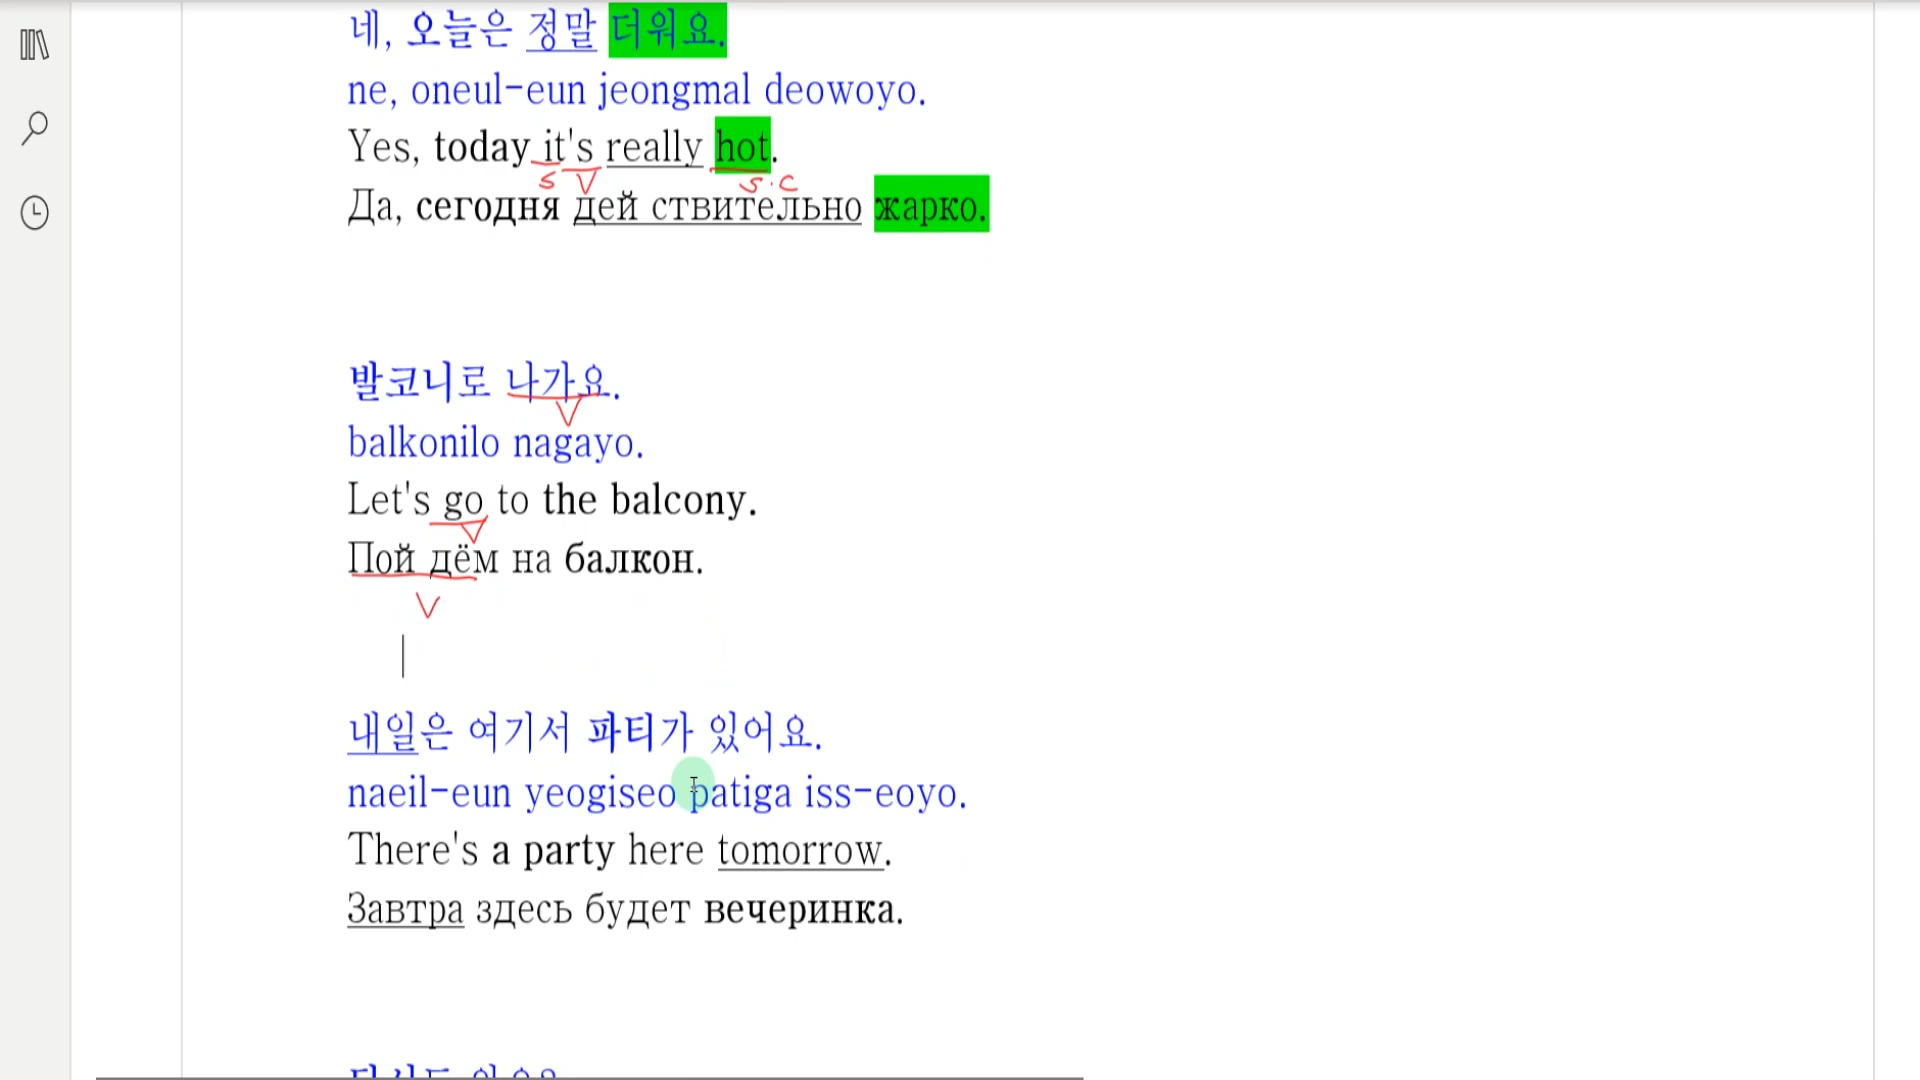 네, 오늘은 정말 더워요.
ne, oneul-eun jeongmal deowoyo.
Yes, today it's really hot.
S V S.C
Да, сегодня дей ствительно жарко.
발코니로 나가요.
V
balkonilo nagayo.
Let's go to the balcony.
V
Пой дём на балкон.
V
내일은 여기서 파티가 있어요.
naeil-eun yeogiseo patiga iss-eoyo.
There's a party here tomorrow.
Завтра здесь будет вечеринка.